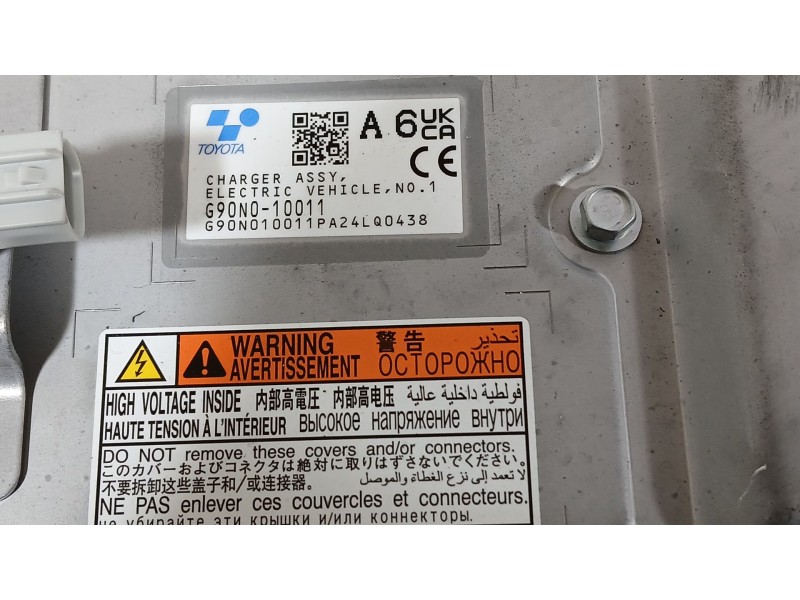 TOYOTA
A 6 UK
CA
CE
CHARGER ASSY,
ELECTRIC VEHICLE, NO.1
G90N0-10011
G90N010011PA24LQ0438
WARNING 警告 تحذير
AVERTISSEMENT ОСТОРОЖНО
HIGH VOLTAGE INSIDE 内部高電圧 · 内部高电压 فولطية داخلية عالية
HAUTE TENSION À L'INTÉRIEUR высокое напряжение внутри
DO NOT remove these covers and/or connectors.
このカバーおよびコネクタは絶対に取りはずさないでください。
不要拆卸这些盖子和/或连接器. لا تعمد إلى نزع الغطاء والموصل
NE PAS enlever ces couvercles et connecteurs.
не убирайте эти крышки и/или коннекторы.